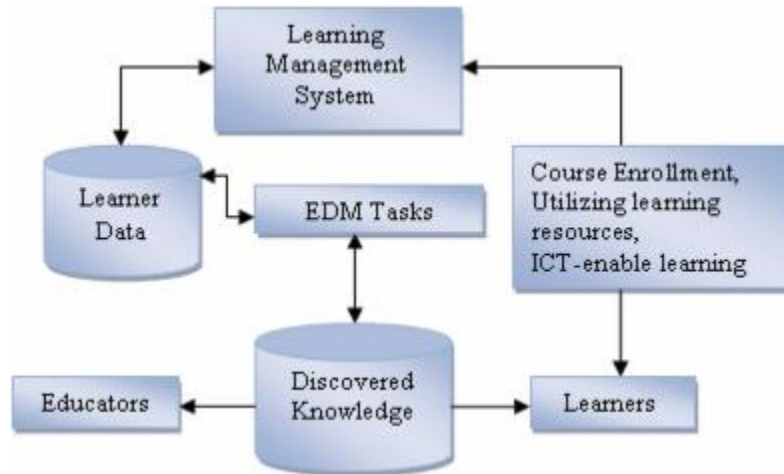 Learning
Management
System
Learner
Data
EDM Tasks
Course Enrollment,
Utilizing learning
resources,
ICT-enable learning
Educators
Discovered
Knowledge
Learners